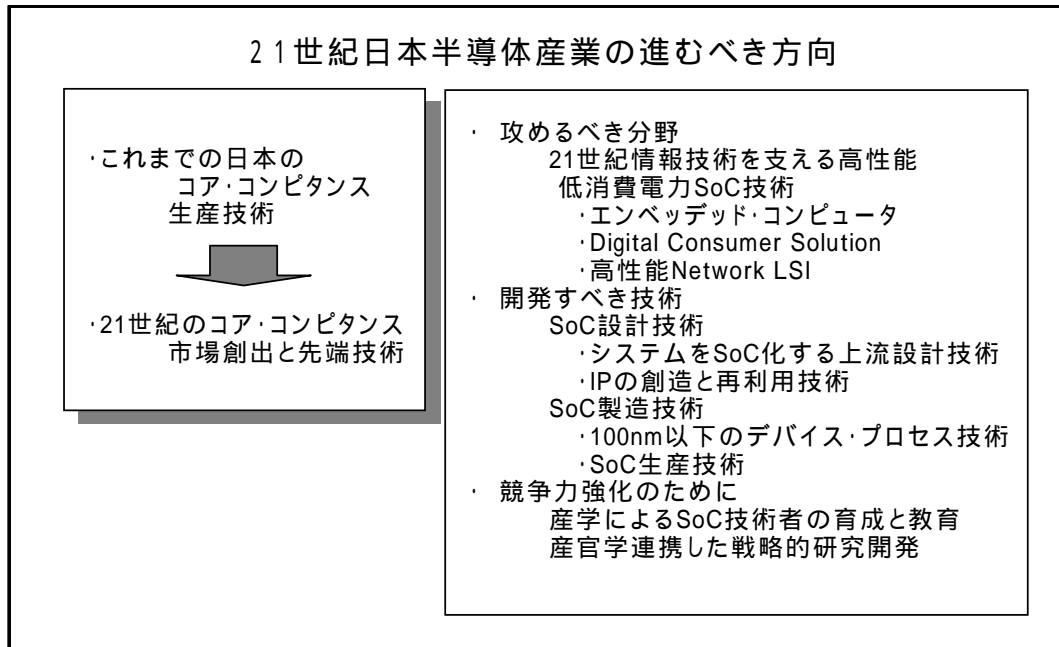 21世紀日本半導体産業の進むべき方向
・これまでの日本の
コア・コンピタンス
生産技術
・21世紀のコア・コンピタンス
市場創出と先端技術
・ 攻めるべき分野
21世紀情報技術を支える高性能
低消費電力SoC技術
・エンベッデッド・コンピュータ
・Digital Consumer Solution
・高性能Network LSI
・ 開発すべき技術
SoC設計技術
・システムをSoC化する上流設計技術
・IPの創造と再利用技術
SoC製造技術
・100nm以下のデバイス・プロセス技術
・SoC生産技術
・ 競争力強化のために
産学によるSoC技術者の育成と教育
産官学連携した戦略的研究開発